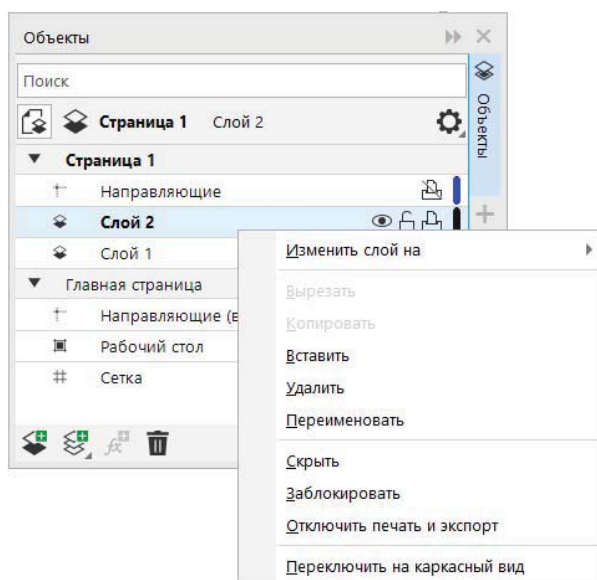 Объекты
Поиск
Страница 1 Слой 2
Объекты
Страница 1
Направляющие
Слой 2
Слой 1
Главная страница
Направляющие (в
Рабочий стол
Сетка
Изменить слой на
Вырезать
Копировать
Вставить
Удалить
Переименовать
Скрыть
Заблокировать
Отключить печать и экспорт
Переключить на каркасный вид